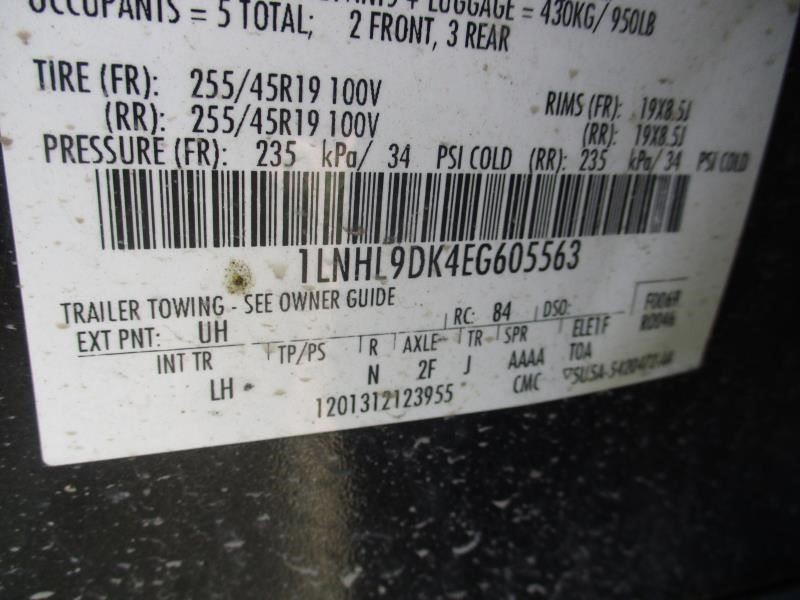 OCCUPANTS + LUGGAGE = 430KG/ 950LB
OCCUPANTS = 5 TOTAL; 2 FRONT, 3 REAR
TIRE (FR): 255/45R19 100V RIMS (FR): 19X8.5J
(RR): 255/45R19 100V (RR): 19X8.5J
PRESSURE (FR): 235 kPa/ 34 PSI COLD (RR): 235 kPa/ 34 PSI COLD
1LNHL9DK4EG605563
TRAILER TOWING - SEE OWNER GUIDE
EXT PNT: UH RC: 84 DSO: F0069
R0046
INT TR TP/PS R AXLE TR SPR ELE1F
LH N 2F J AAAA TOA
1201312123955 CMC